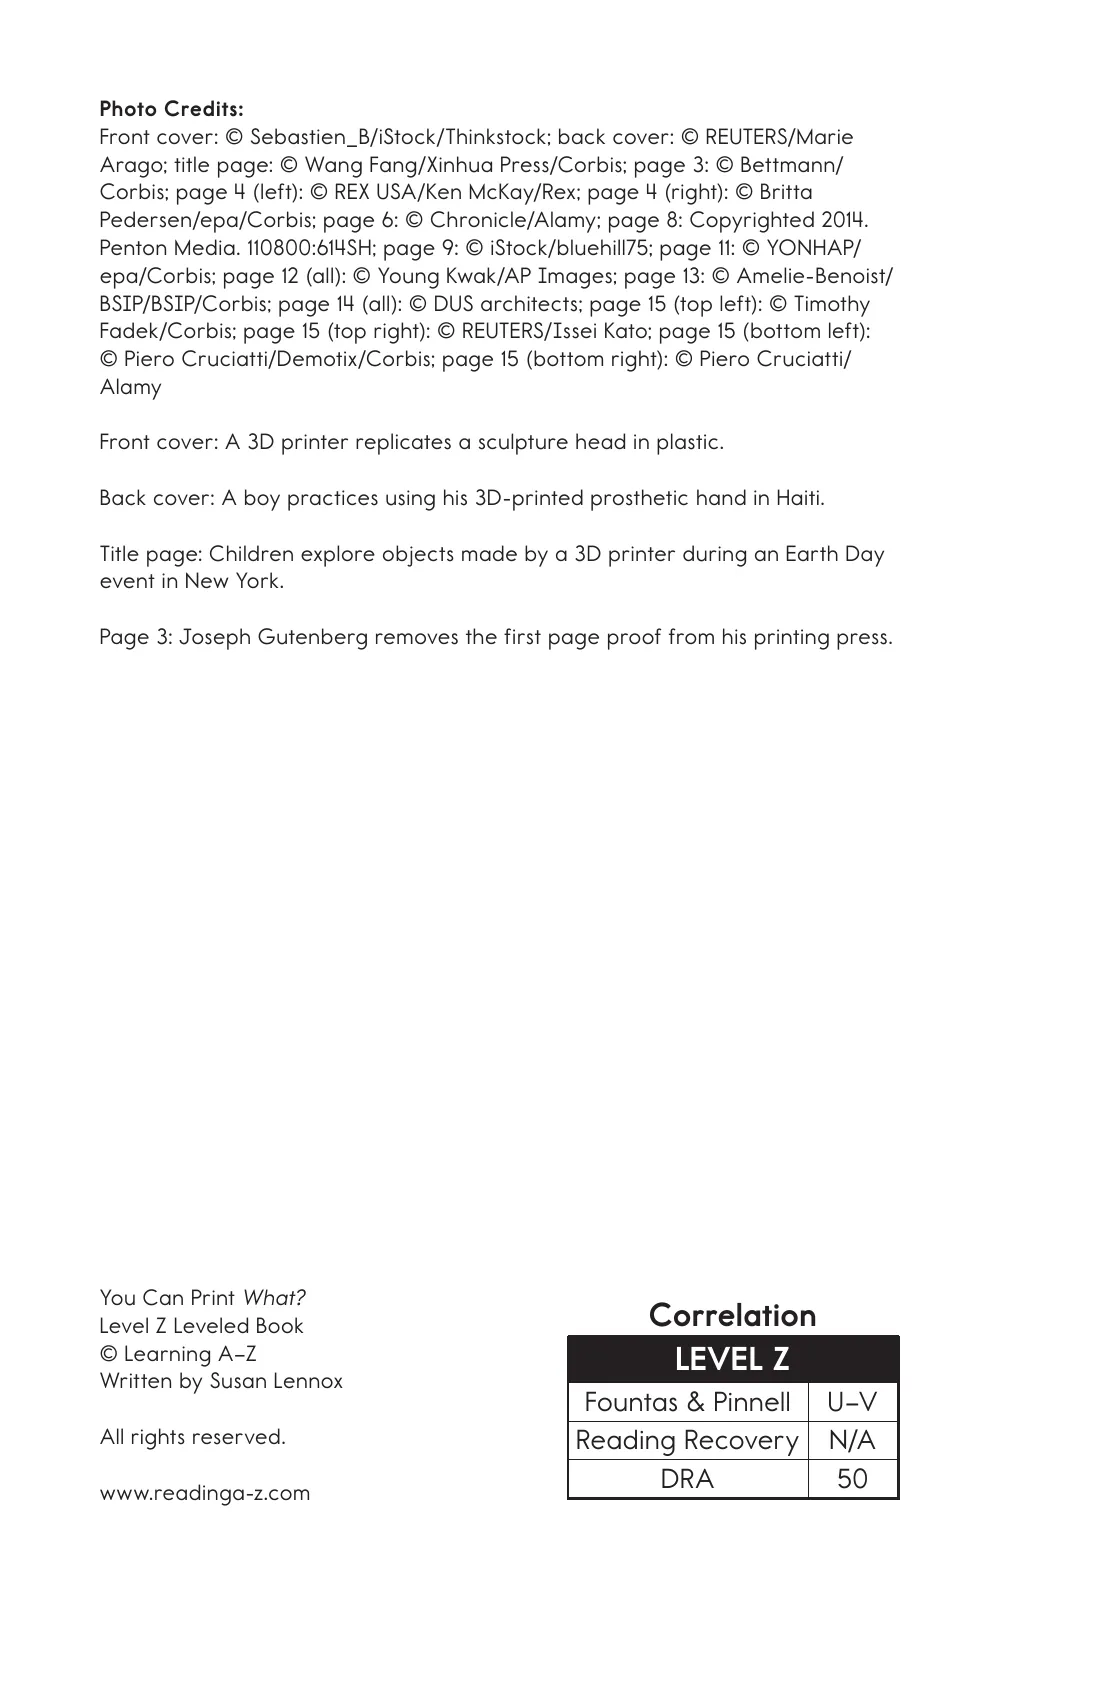 Photo Credits:
Front cover: © Sebastien_B/iStock/Thinkstock; back cover: © REUTERS/Marie
Arago; title page: © Wang Fang/Xinhua Press/Corbis; page 3: © Bettmann/
Corbis; page 4 (left): © REX USA/Ken McKay/Rex; page 4 (right): © Britta
Pedersen/epa/Corbis; page 6: © Chronicle/Alamy; page 8: Copyrighted 2014.
Penton Media. 110800:614SH; page 9: © iStock/bluehill75; page 11: © YONHAP/
epa/Corbis; page 12 (all): © Young Kwak/AP Images; page 13: © Amelie-Benoist/
BSIP/BSIP/Corbis; page 14 (all): © DUS architects; page 15 (top left): © Timothy
Fadek/Corbis; page 15 (top right): © REUTERS/Issei Kato; page 15 (bottom left):
© Piero Cruciatti/Demotix/Corbis; page 15 (bottom right): © Piero Cruciatti/
Alamy
Front cover: A 3D printer replicates a sculpture head in plastic.
Back cover: A boy practices using his 3D-printed prosthetic hand in Haiti.
Title page: Children explore objects made by a 3D printer during an Earth Day
event in New York.
Page 3: Joseph Gutenberg removes the first page proof from his printing press.
You Can Print What?
Level Z Leveled Book
© Learning A–Z
Written by Susan Lennox
All rights reserved.
www.readinga-z.com
Correlation
LEVEL Z
Fountas & Pinnell U–V
Reading Recovery N/A
DRA 50